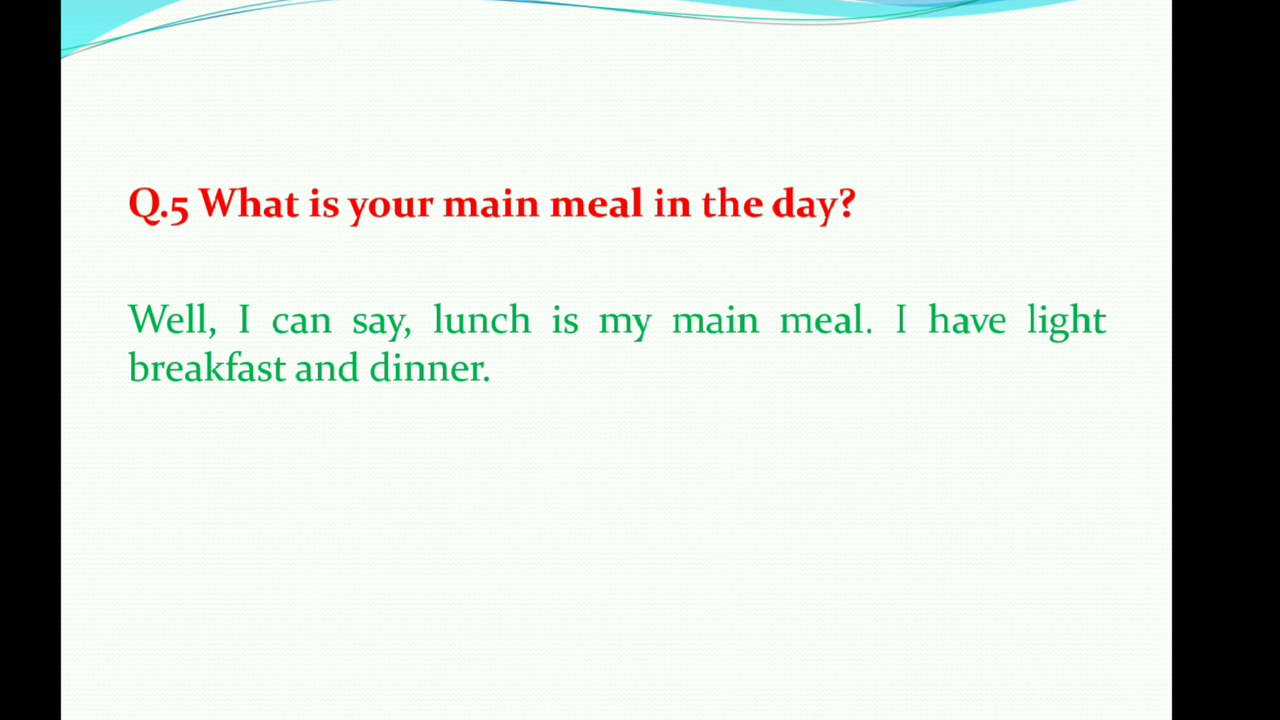 Q.5 What is your main meal in the day?
Well, I can say, lunch is my main meal. I have light
breakfast and dinner.